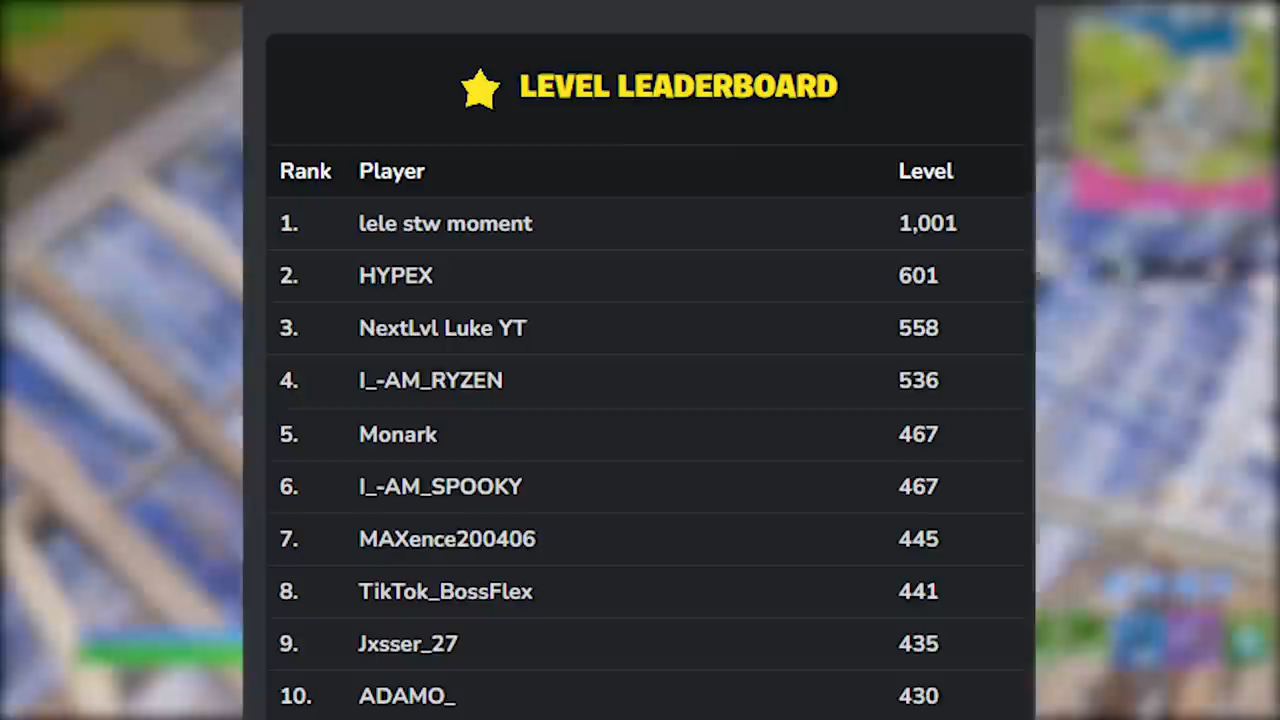 LEVEL LEADERBOARD
Rank Player Level
1. lele stw moment 1,001
2. HYPEX 601
3. NextLvl Luke YT 558
4. I_-AM_RYZEN 536
5. Monark 467
6. I_-AM_SPOOKY 467
7. MAXence200406 445
8. TikTok_BossFlex 441
9. Jxsser_27 435
10. ADAMO_ 430